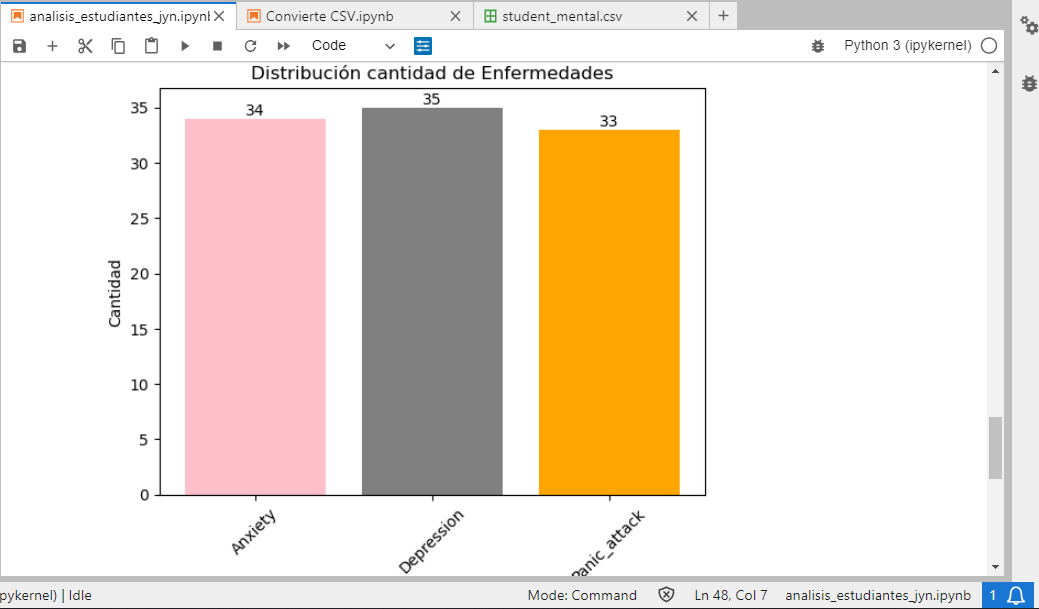 analisis_estudiantes_jyn.ipynl
Convierte CSV.ipynb
student_mental.csv
Code
Python 3 (ipykernel)
Distribución cantidad de Enfermedades
34
35
33
35
30
25
20
15
10
5
0
Cantidad
Anxiety
Depression
Panic_attack
pykernel) | Idle
Mode: Command
Ln 48, Col 7
analisis_estudiantes_jyn.ipynb
1